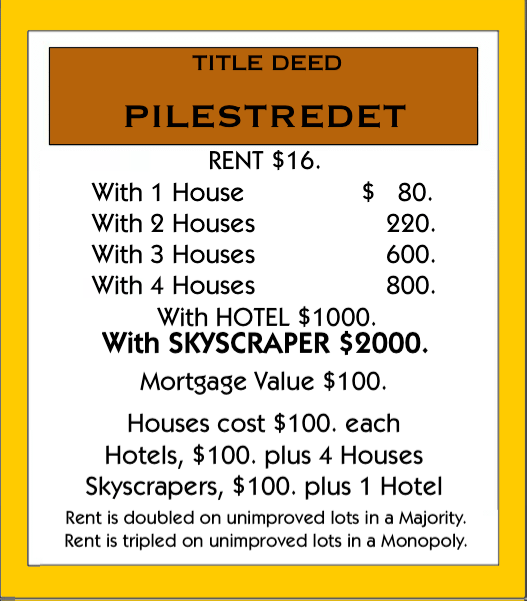 TITLE DEED
PILESTREDET
RENT $16.
With 1 House $ 80.
With 2 Houses 220.
With 3 Houses 600.
With 4 Houses 800.
With HOTEL $1000.
With SKYSCRAPER $2000.
Mortgage Value $100.
Houses cost $100. each
Hotels, $100. plus 4 Houses
Skyscrapers, $100. plus 1 Hotel
Rent is doubled on unimproved lots in a Majority.
Rent is tripled on unimproved lots in a Monopoly.